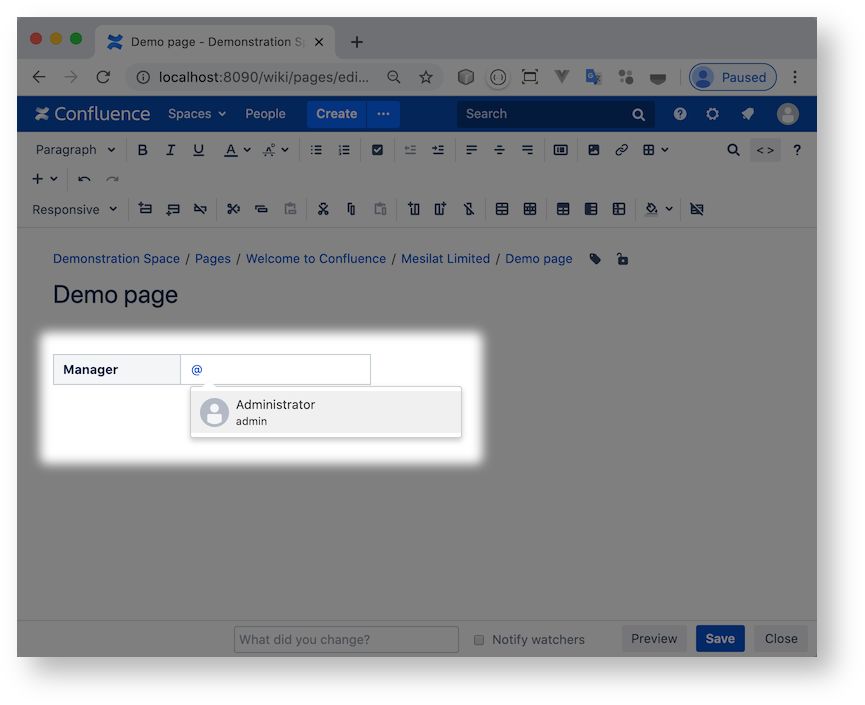 Demo page - Demonstration S
localhost:8090/wiki/pages/edi...
Paused
Confluence Spaces People Create ••• Search
Paragraph B I U A < > ?
Responsive
Demonstration Space / Pages / Welcome to Confluence / Mesilat Limited / Demo page
Demo page
Manager @
Administrator
admin
What did you change? Notify watchers Preview Save Close